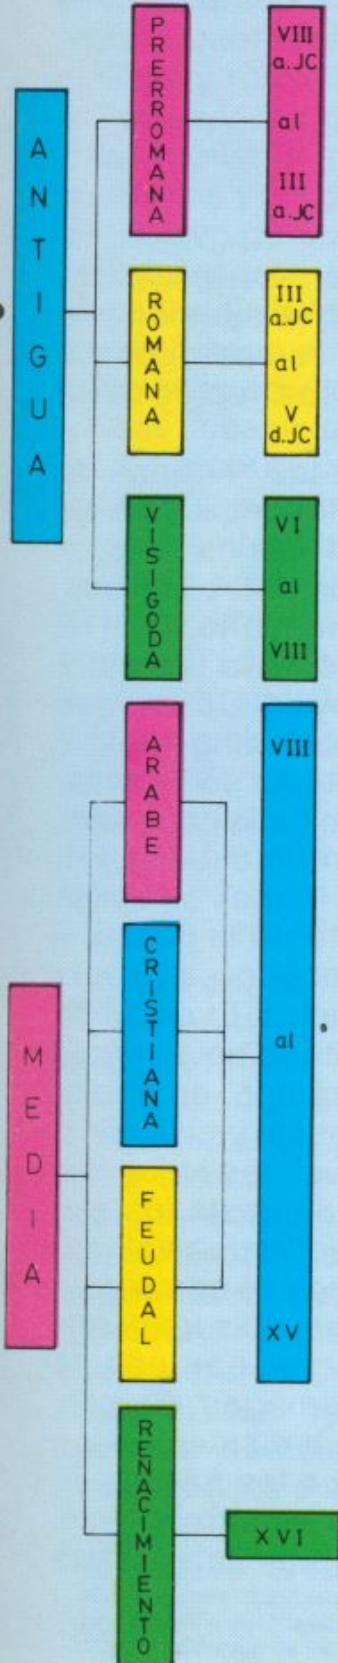 ANTIGUA
PRERROMANA
VIII
a.JC
al
III
a.JC
ROMANA
III
a.JC
al
V
d.JC
VISIGODA
VI
al
VIII
MEDIA
ARABE
CRISTIANA
FEUDAL
VIII
al
XV
RENACIMIENTO
XVI